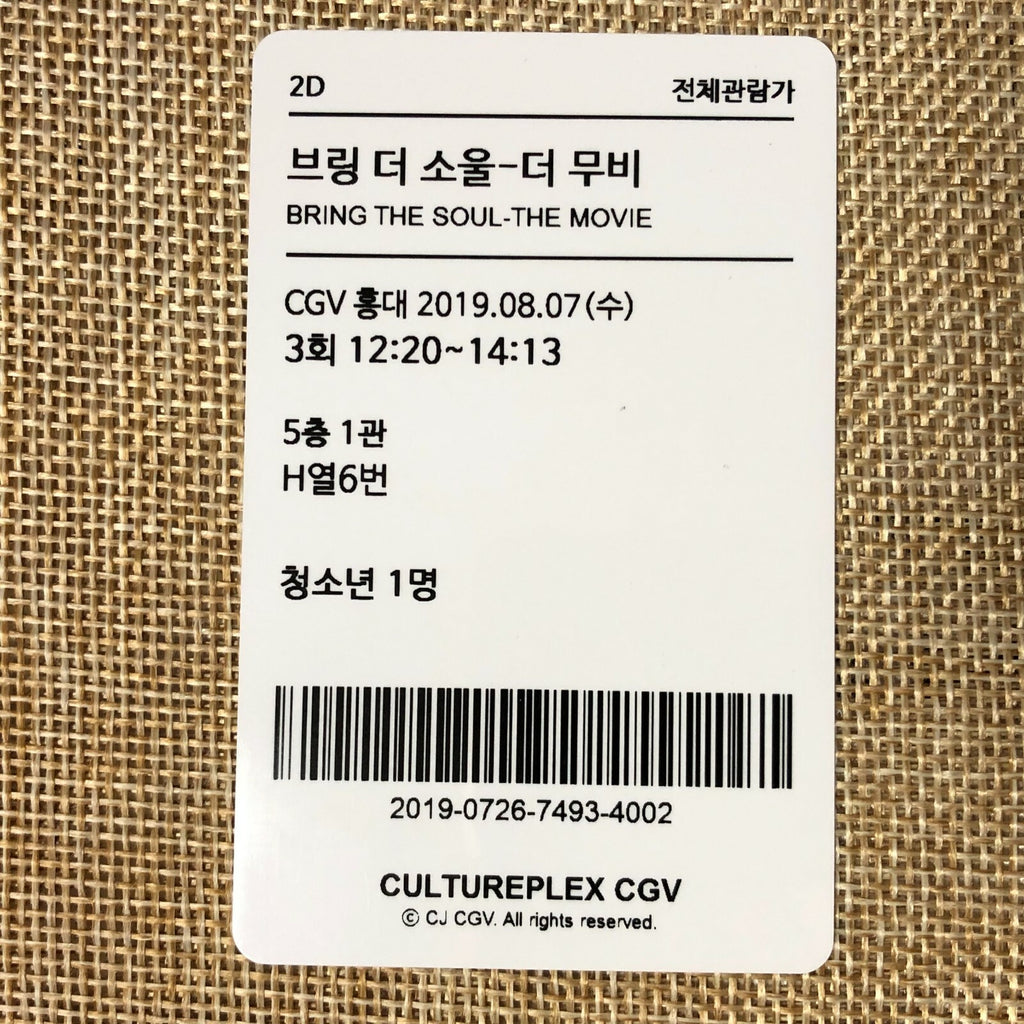 2D 전체관람가
브링 더 소울-더 무비
BRING THE SOUL-THE MOVIE
CGV 홍대 2019.08.07(수)
3회 12:20~14:13
5층 1관
H열6번
청소년 1명
2019-0726-7493-4002
CULTUREPLEX CGV
ⓒ CJ CGV. All rights reserved.